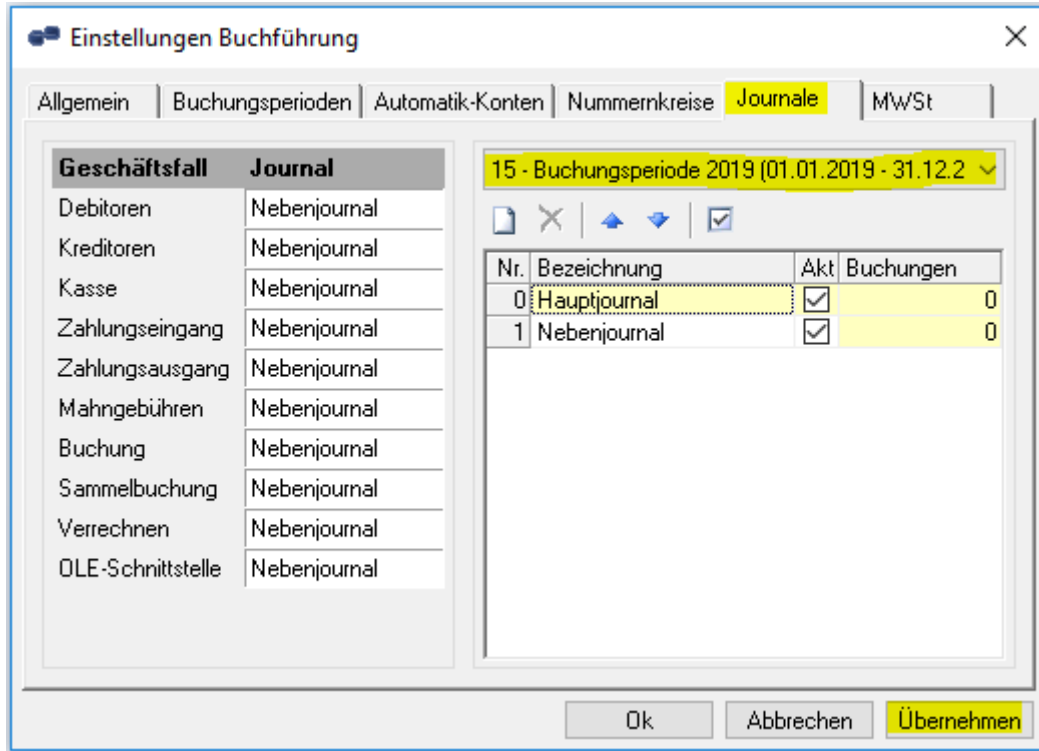 Einstellungen Buchführung
Allgemein Buchungsperioden Automatik-Konten Nummernkreise Journale MWSt
Geschäftsfall Journal
Debitoren Nebenjournal
Kreditoren Nebenjournal
Kasse Nebenjournal
Zahlungseingang Nebenjournal
Zahlungsausgang Nebenjournal
Mahngebühren Nebenjournal
Buchung Nebenjournal
Sammelbuchung Nebenjournal
Verrechnen Nebenjournal
OLE-Schnittstelle Nebenjournal
15 - Buchungsperiode 2019 (01.01.2019 - 31.12.2
Nr. Bezeichnung Akt Buchungen
0 Hauptjournal 0
1 Nebenjournal 0
Ok Abbrechen Übernehmen